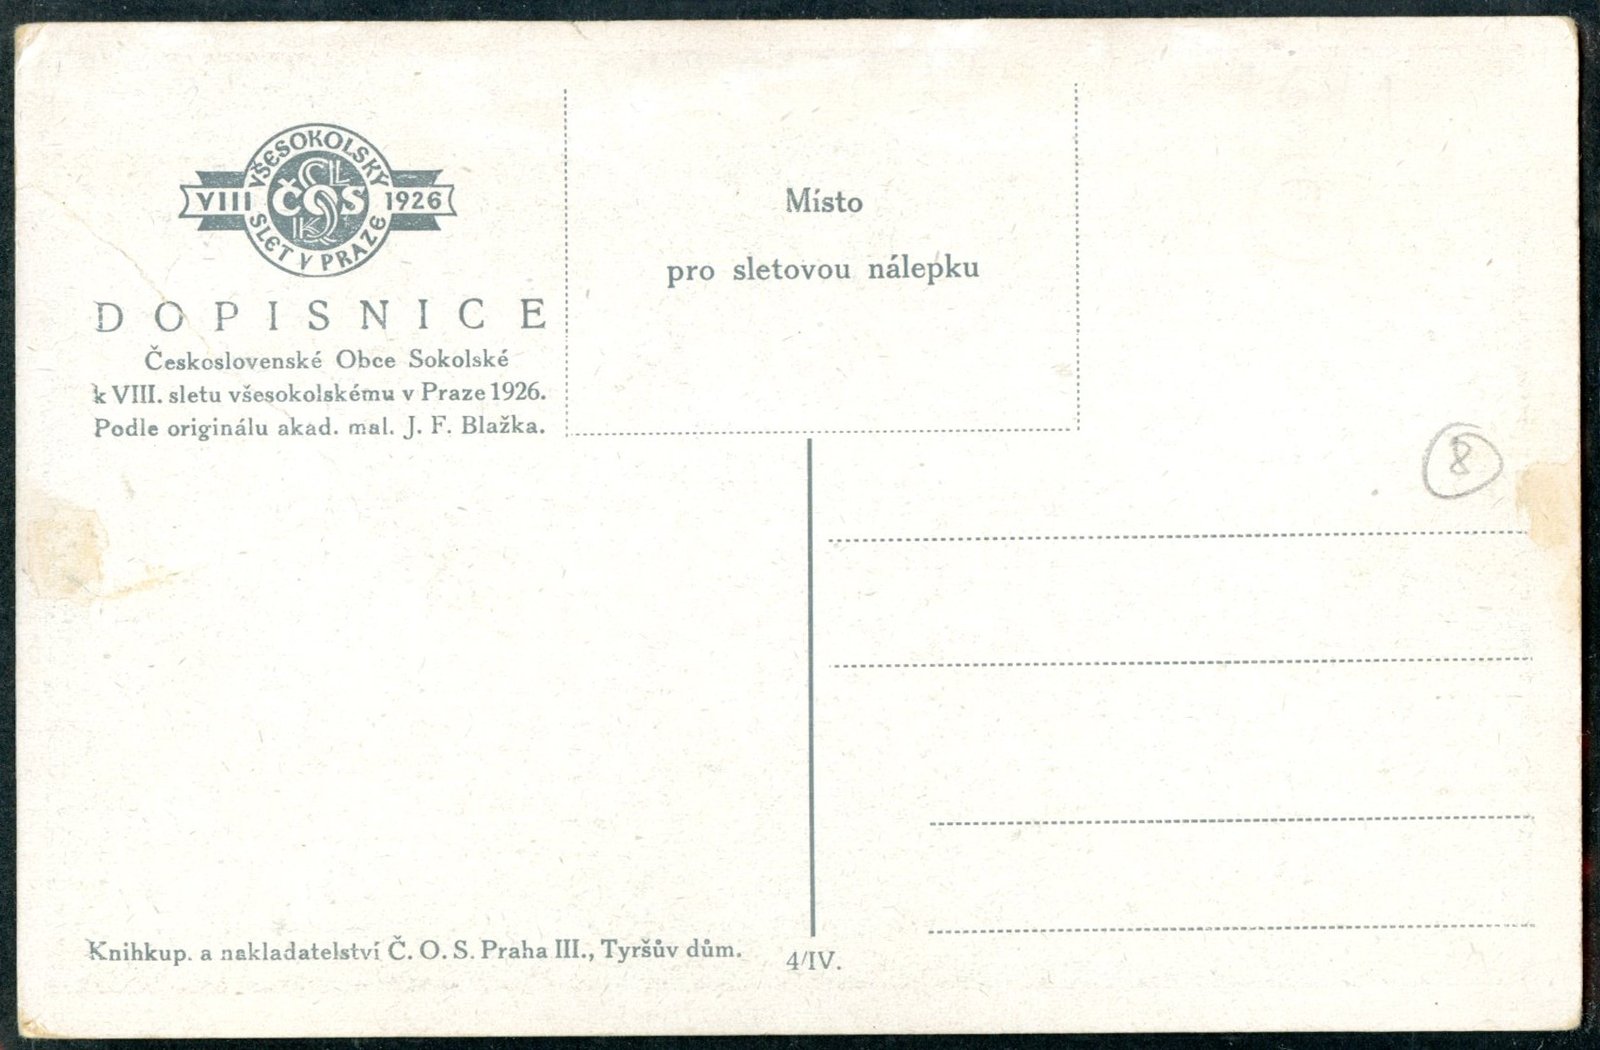 VŠESOKOLSKÝ
VIII ČOS 1926
SLET V PRAZE
DOPISNICE
Československé Obce Sokolské
k VIII. sletu všesokolskému v Praze 1926.
Podle originálu akad. mal. J. F. Blažka.
Místo
pro sletovou nálepku
8
Knihkup. a nakladatelství Č. O. S. Praha III., Tyršův dům.
4/IV.